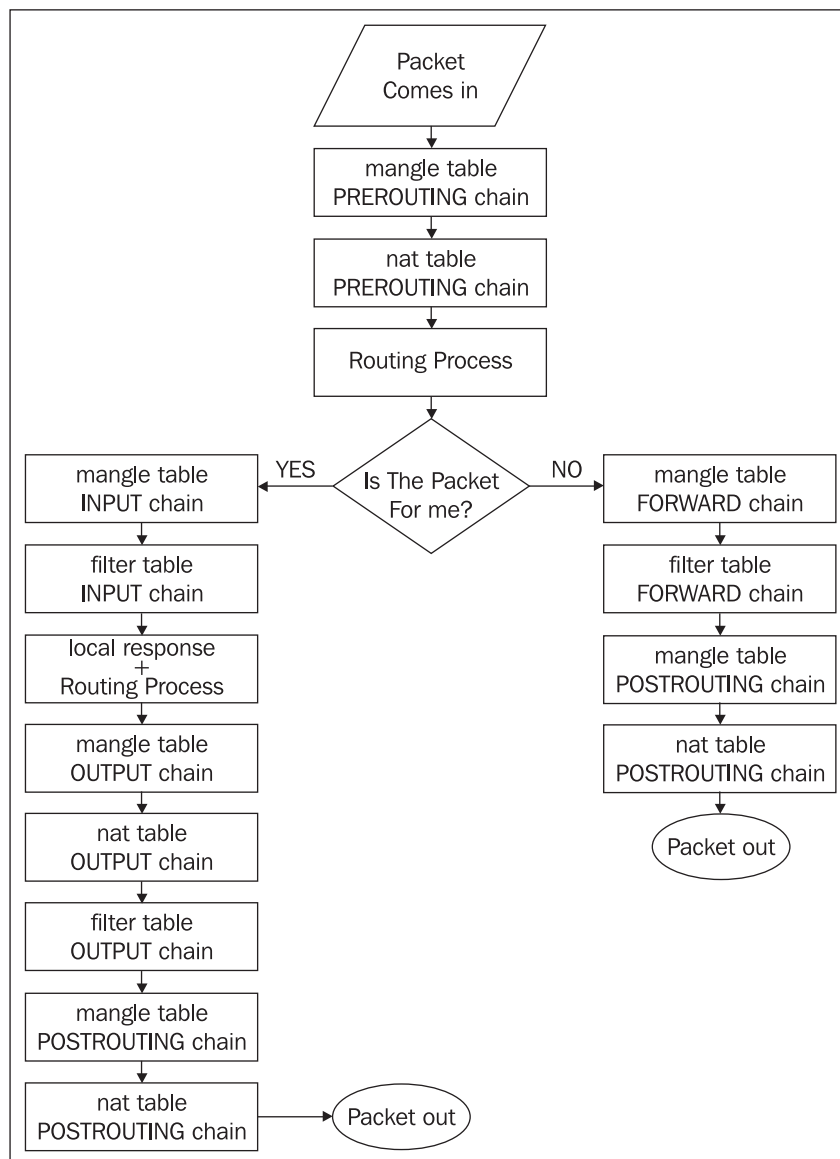 Packet
Comes in
mangle table
PREROUTING chain
nat table
PREROUTING chain
Routing Process
Is The Packet
For me?
YES
mangle table
INPUT chain
filter table
INPUT chain
local response
+
Routing Process
mangle table
OUTPUT chain
nat table
OUTPUT chain
filter table
OUTPUT chain
mangle table
POSTROUTING chain
nat table
POSTROUTING chain
Packet out
NO
mangle table
FORWARD chain
filter table
FORWARD chain
mangle table
POSTROUTING chain
nat table
POSTROUTING chain
Packet out